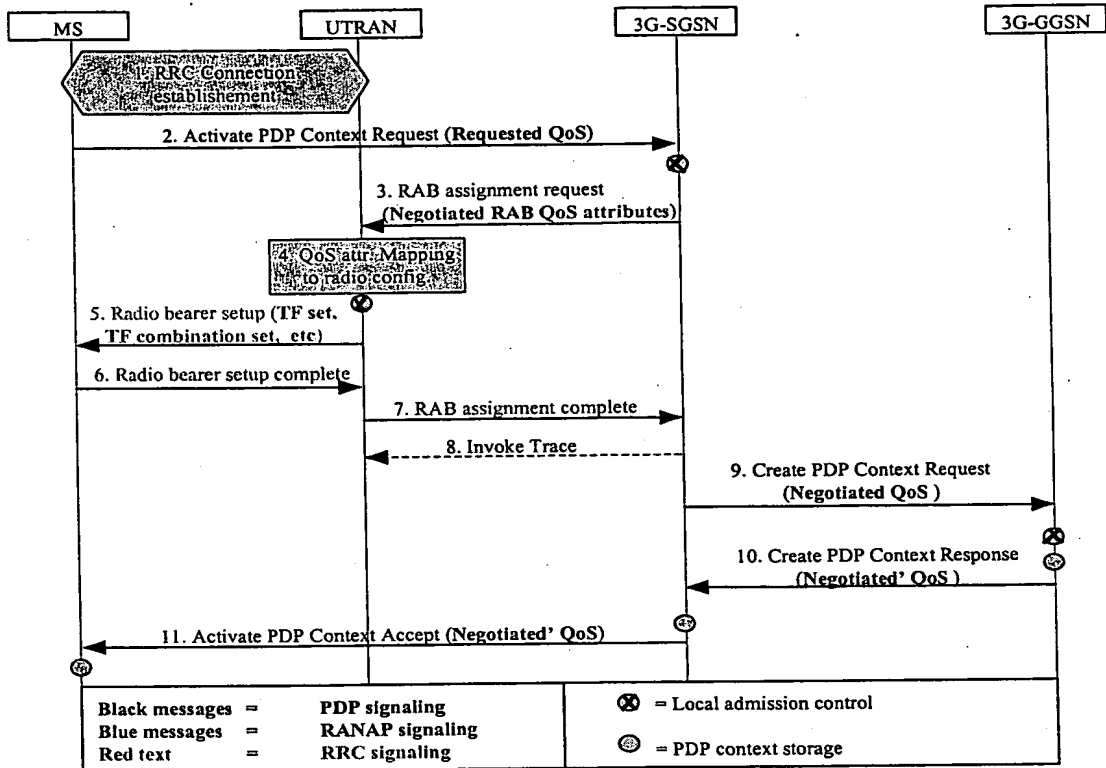 MS
UTRAN
3G-SGSN
3G-GGSN
1. RRC Connection
establishement
2. Activate PDP Context Request (Requested QoS)
3. RAB assignment request
(Negotiated RAB QoS attributes)
4. QoS attr. Mapping
to radio config.
5. Radio bearer setup (TF set,
TF combination set, etc)
6. Radio bearer setup complete
7. RAB assignment complete
8. Invoke Trace
9. Create PDP Context Request
(Negotiated QoS )
10. Create PDP Context Response
(Negotiated' QoS )
11. Activate PDP Context Accept (Negotiated' QoS)
Black messages = PDP signaling
Blue messages = RANAP signaling
Red text = RRC signaling
= Local admission control
= PDP context storage